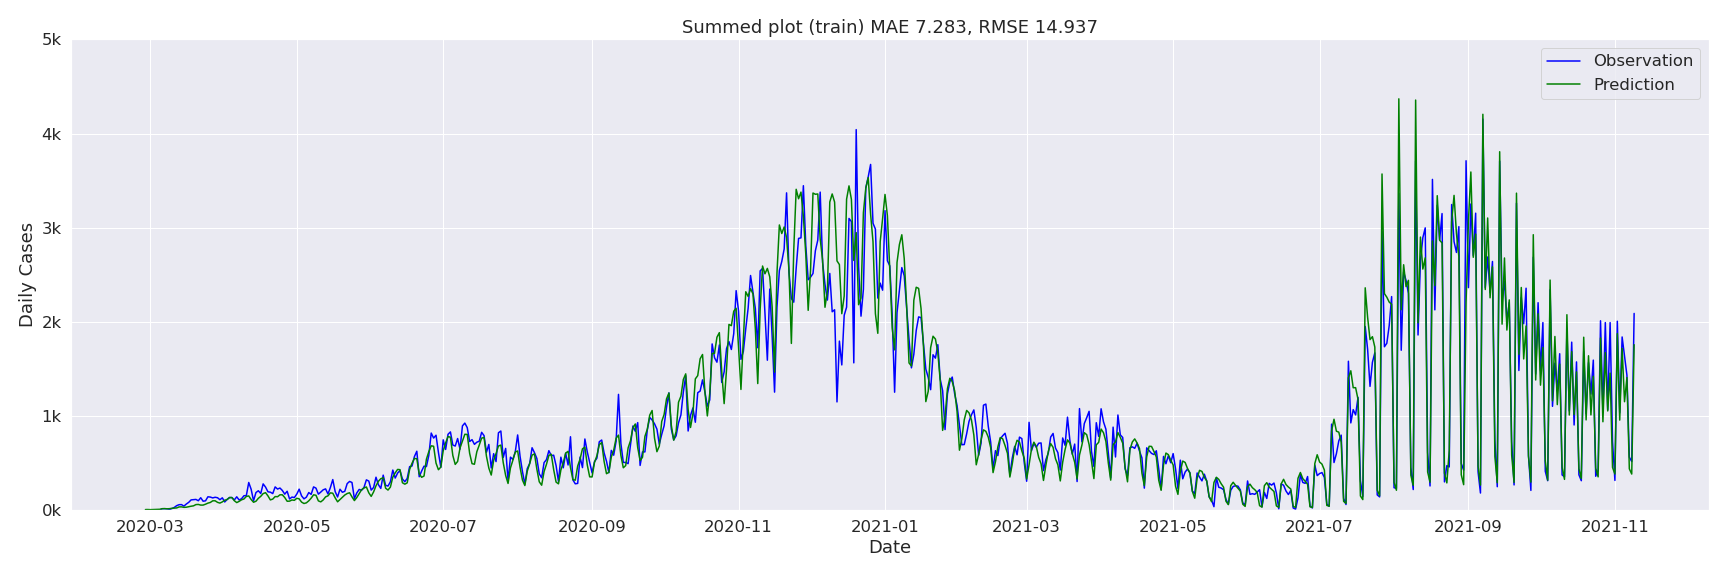 Summed plot (train) MAE 7.283, RMSE 14.937
5k
4k
3k
2k
1k
0k
Daily Cases
Observation
Prediction
2020-03 2020-05 2020-07 2020-09 2020-11 2021-01 2021-03 2021-05 2021-07 2021-09 2021-11
Date